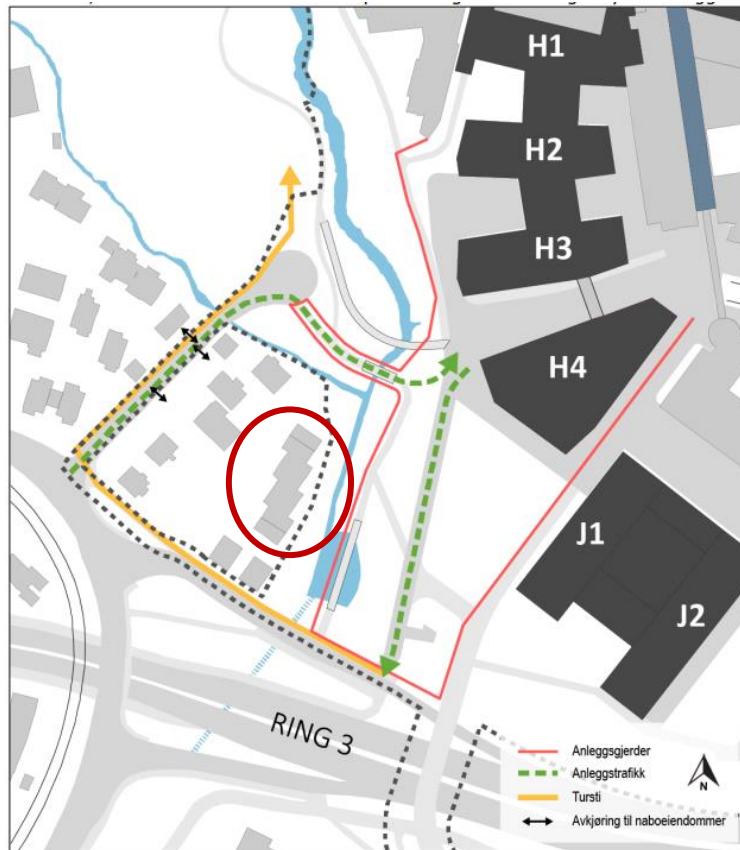 H1
H2
H3
H4
J1
J2
RING 3
Anleggsgjerder
Anleggstrafikk
Tursti
Avkjøring til naboeiendommer
N